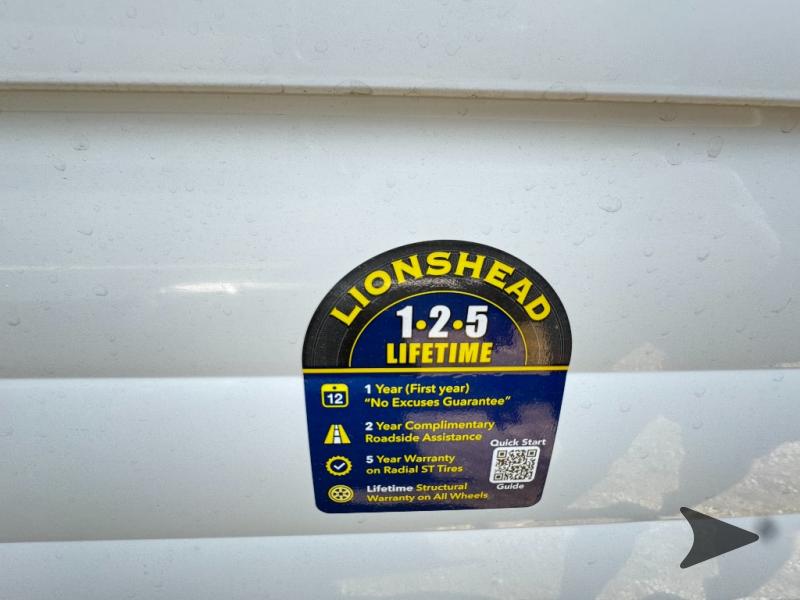 LIONSHEAD
1•2•5
LIFETIME
12
1 Year (First year)
"No Excuses Guarantee"
2 Year Complimentary
Roadside Assistance
5 Year Warranty
on Radial ST Tires
Lifetime Structural
Warranty on All Wheels
Quick Start
Guide